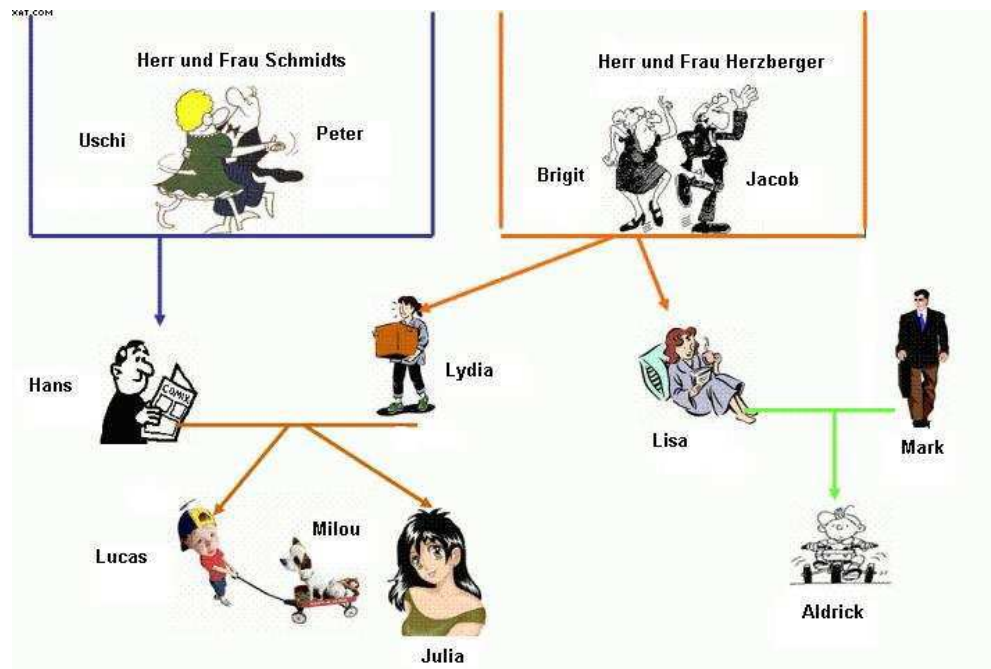 XAT.COM
Herr und Frau Schmidts
Herr und Frau Herzberger
Uschi
Peter
Brigit
Jacob
Hans
COMIX
Lydia
Lisa
Mark
Lucas
Milou
Julia
Aldrick